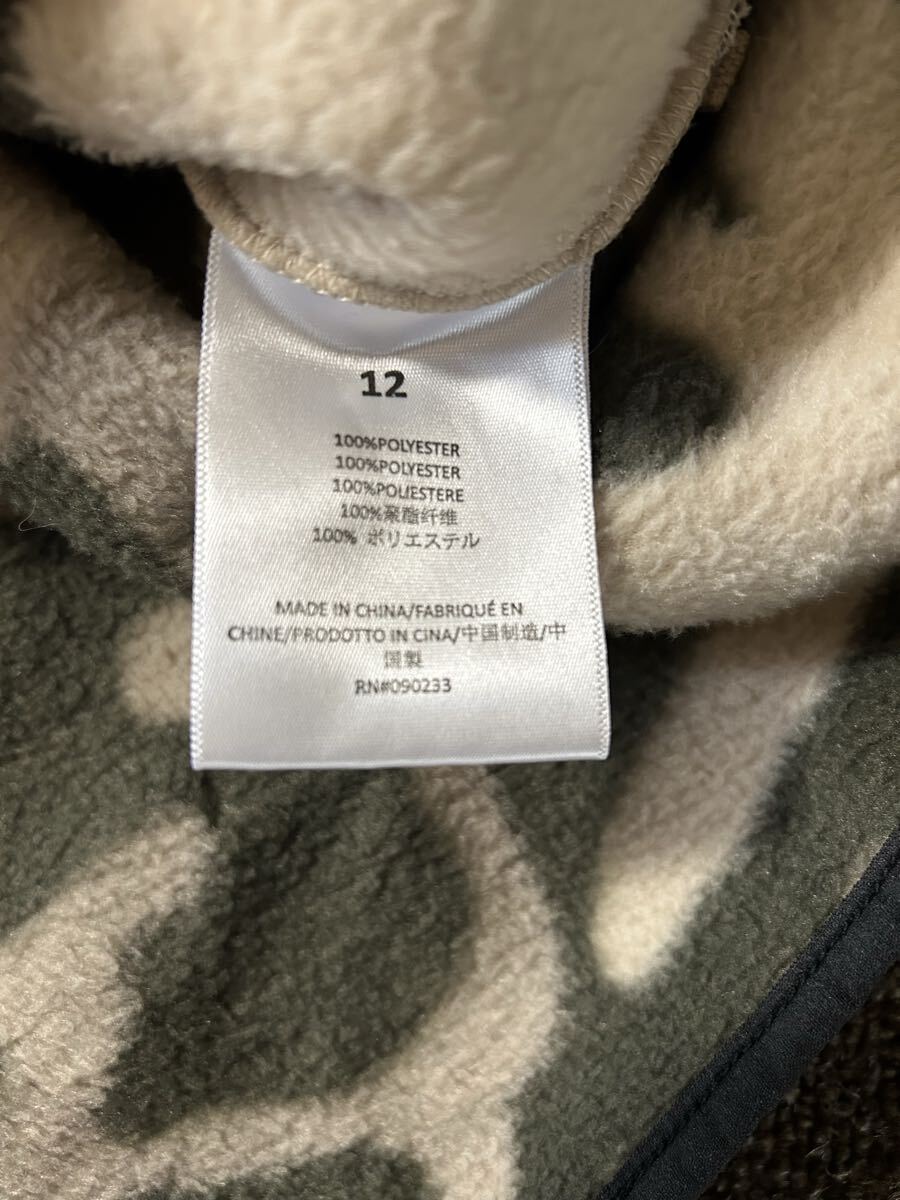 12
100%POLYESTER
100%POLYESTER
100%POLIESTERE
100%聚酯纤维
100% ポリエステル
MADE IN CHINA/FABRIQUÉ EN
CHINE/PRODOTTO IN CINA/中国制造/中
国製
RN#090233